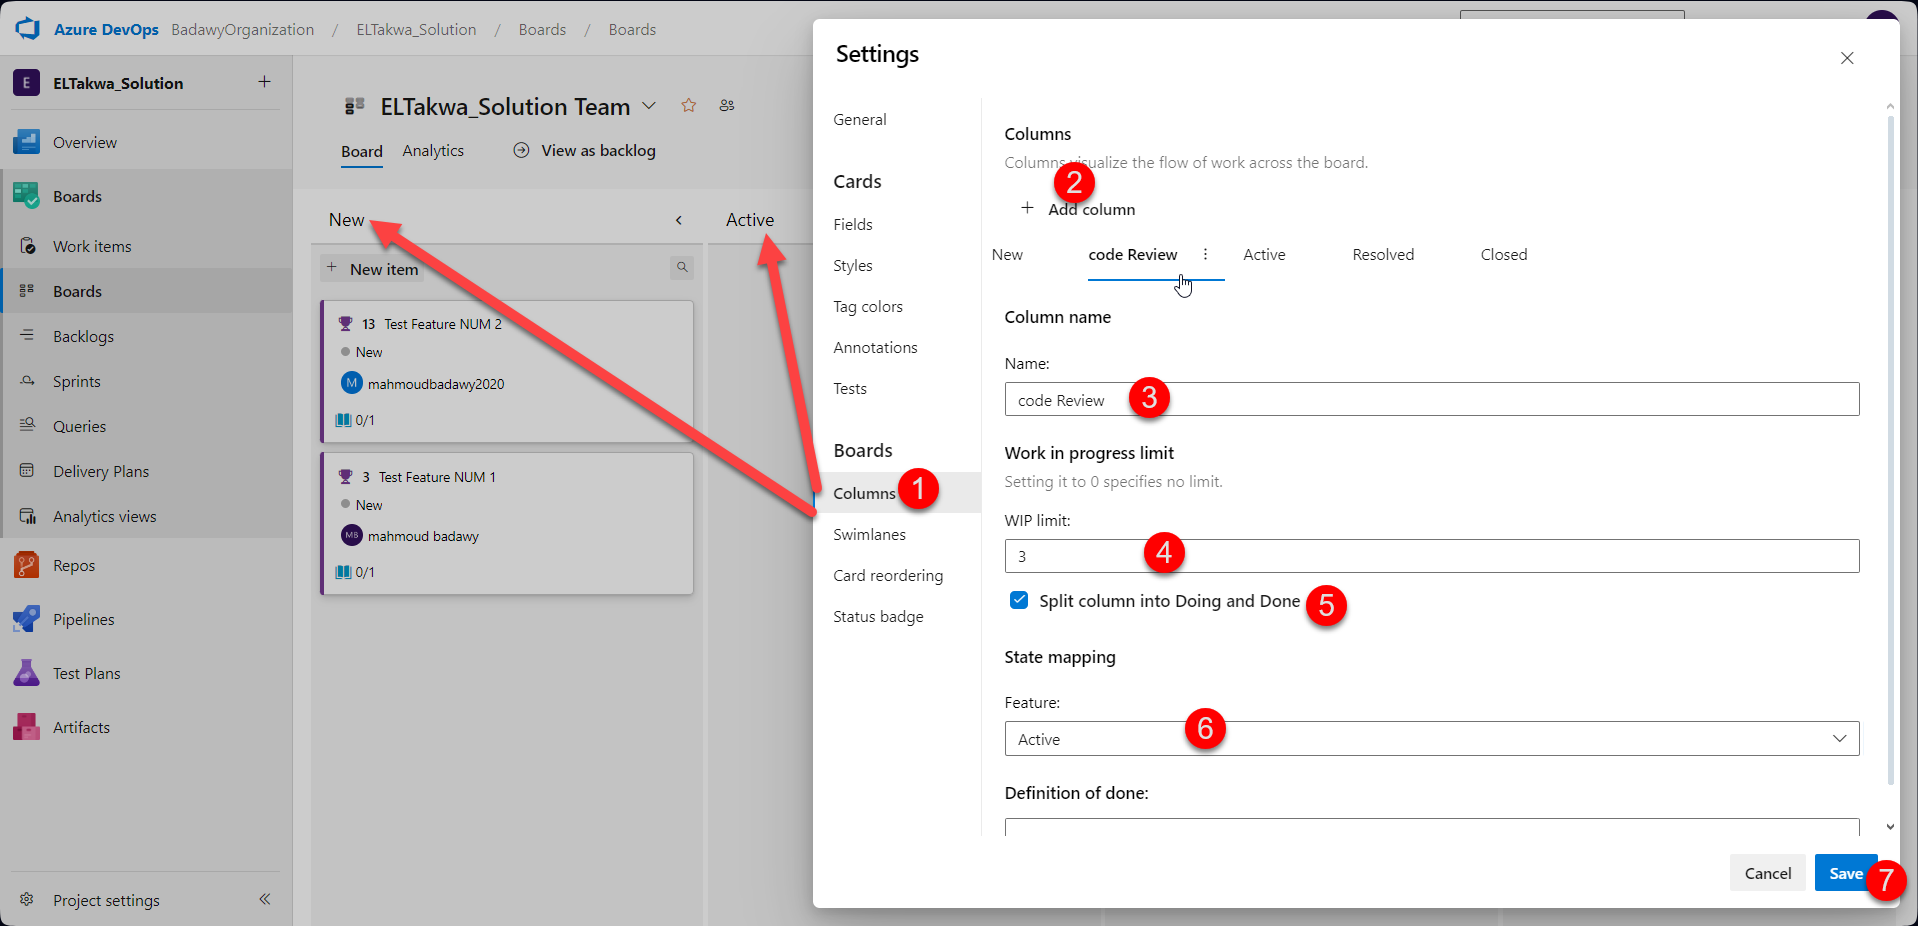 Azure DevOps BadawyOrganization / ELTakwa_Solution / Boards / Boards
E ELTakwa_Solution
Overview
Boards
Work items
Boards
Backlogs
Sprints
Queries
Delivery Plans
Analytics views
Repos
Pipelines
Test Plans
Artifacts
Project settings
ELTakwa_Solution Team
Board Analytics View as backlog
New Active
+ New item
13 Test Feature NUM 2
New
M mahmoudbadawy2020
0/1
3 Test Feature NUM 1
New
MB mahmoud badawy
0/1
Settings
General
Cards
Fields
Styles
Tag colors
Annotations
Tests
Boards
Columns 1
Swimlanes
Card reordering
Status badge
Columns
Columns visualize the flow of work across the board.
2
+ Add column
New code Review Active Resolved Closed
Column name
Name:
code Review 3
Work in progress limit
Setting it to 0 specifies no limit.
WIP limit:
3 4
Split column into Doing and Done 5
State mapping
Feature:
Active 6
Definition of done:
Cancel Save 7